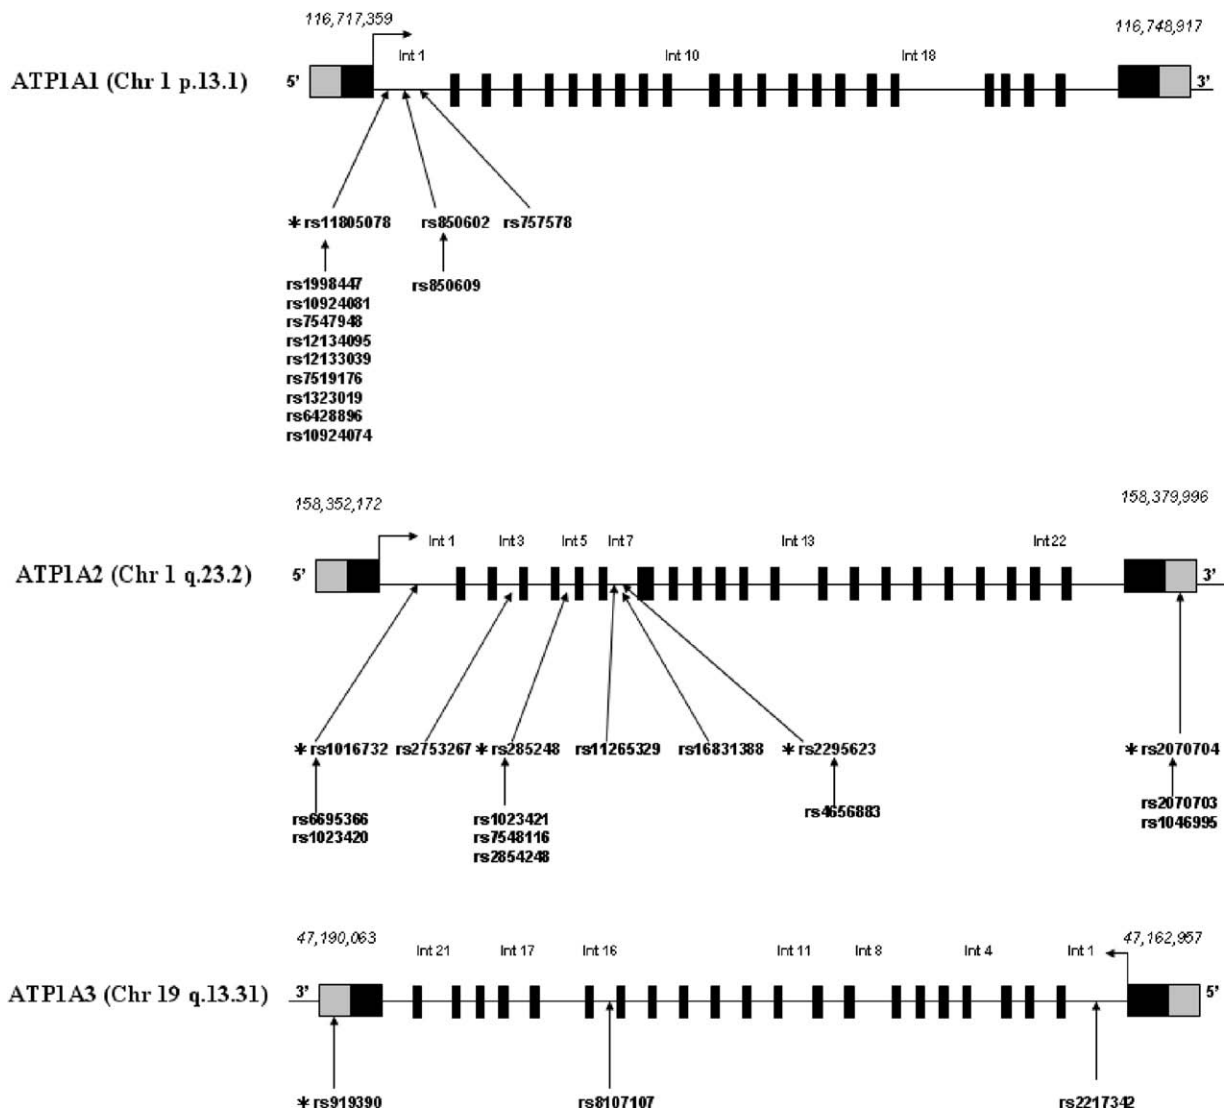 116,717,359
116,748,917
Int 1
Int 10
Int 18
ATP1A1 (Chr 1 p.13.1)
5’
3’
* rs11805078
rs850602
rs757578
rs1998447
rs10924081
rs7547948
rs12134095
rs12133039
rs7519176
rs1323019
rs6428896
rs10924074
rs850609
158,352,172
158,379,996
Int 1
Int 3
Int 5
Int 7
Int 13
Int 22
ATP1A2 (Chr 1 q.23.2)
5’
3’
* rs1016732
rs2753267
* rs285248
rs11265329
rs16831388
* rs2295623
* rs2070704
rs6695366
rs1023420
rs1023421
rs7548116
rs2854248
rs4656883
rs2070703
rs1046995
47,190,063
47,162,957
Int 21
Int 17
Int 16
Int 11
Int 8
Int 4
Int 1
ATP1A3 (Chr 19 q.13.31)
3’
5’
* rs919390
rs8107107
rs2217342